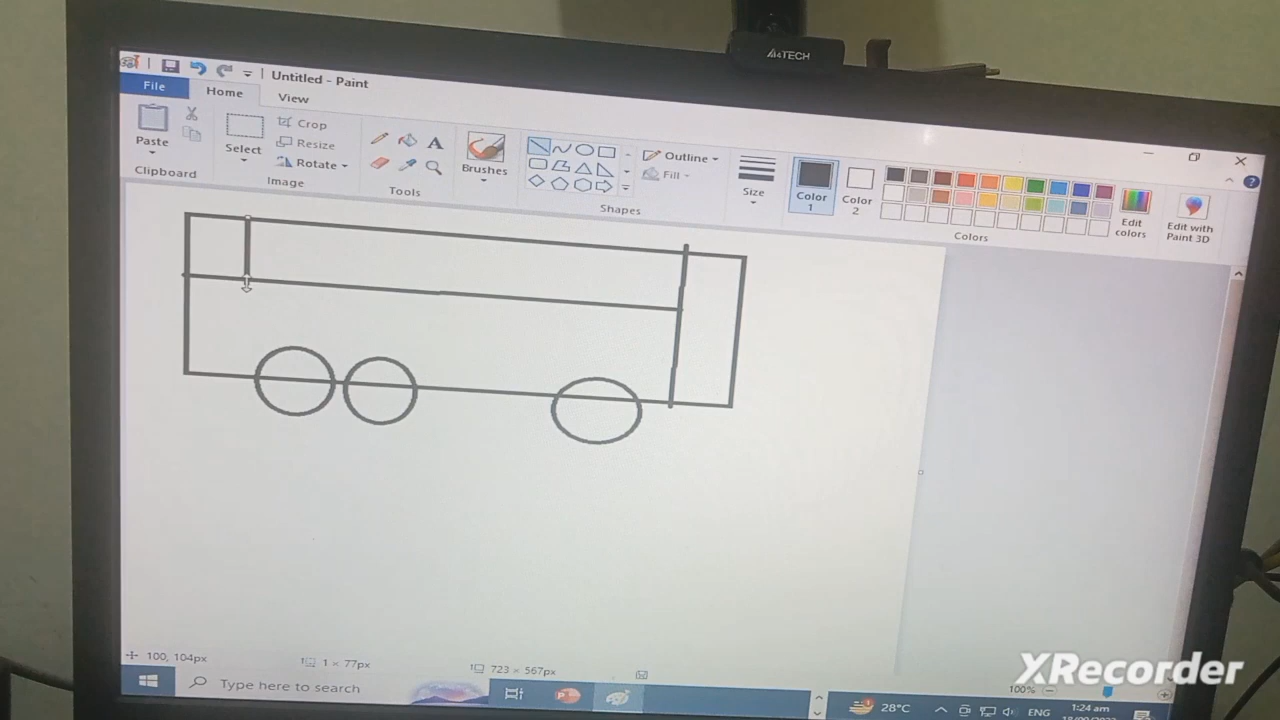 A4TECH
Untitled - Paint
File
Home
View
Paste
Clipboard
Select
Crop
Resize
Rotate
Image
A
Tools
Brushes
Shapes
Outline
Fill
Size
Color 1
Color 2
Colors
Edit colors
Edit with Paint 3D
100, 104px
1 × 77px
723 × 567px
100%
Type here to search
28°C
ENG
1:24 am
XRecorder